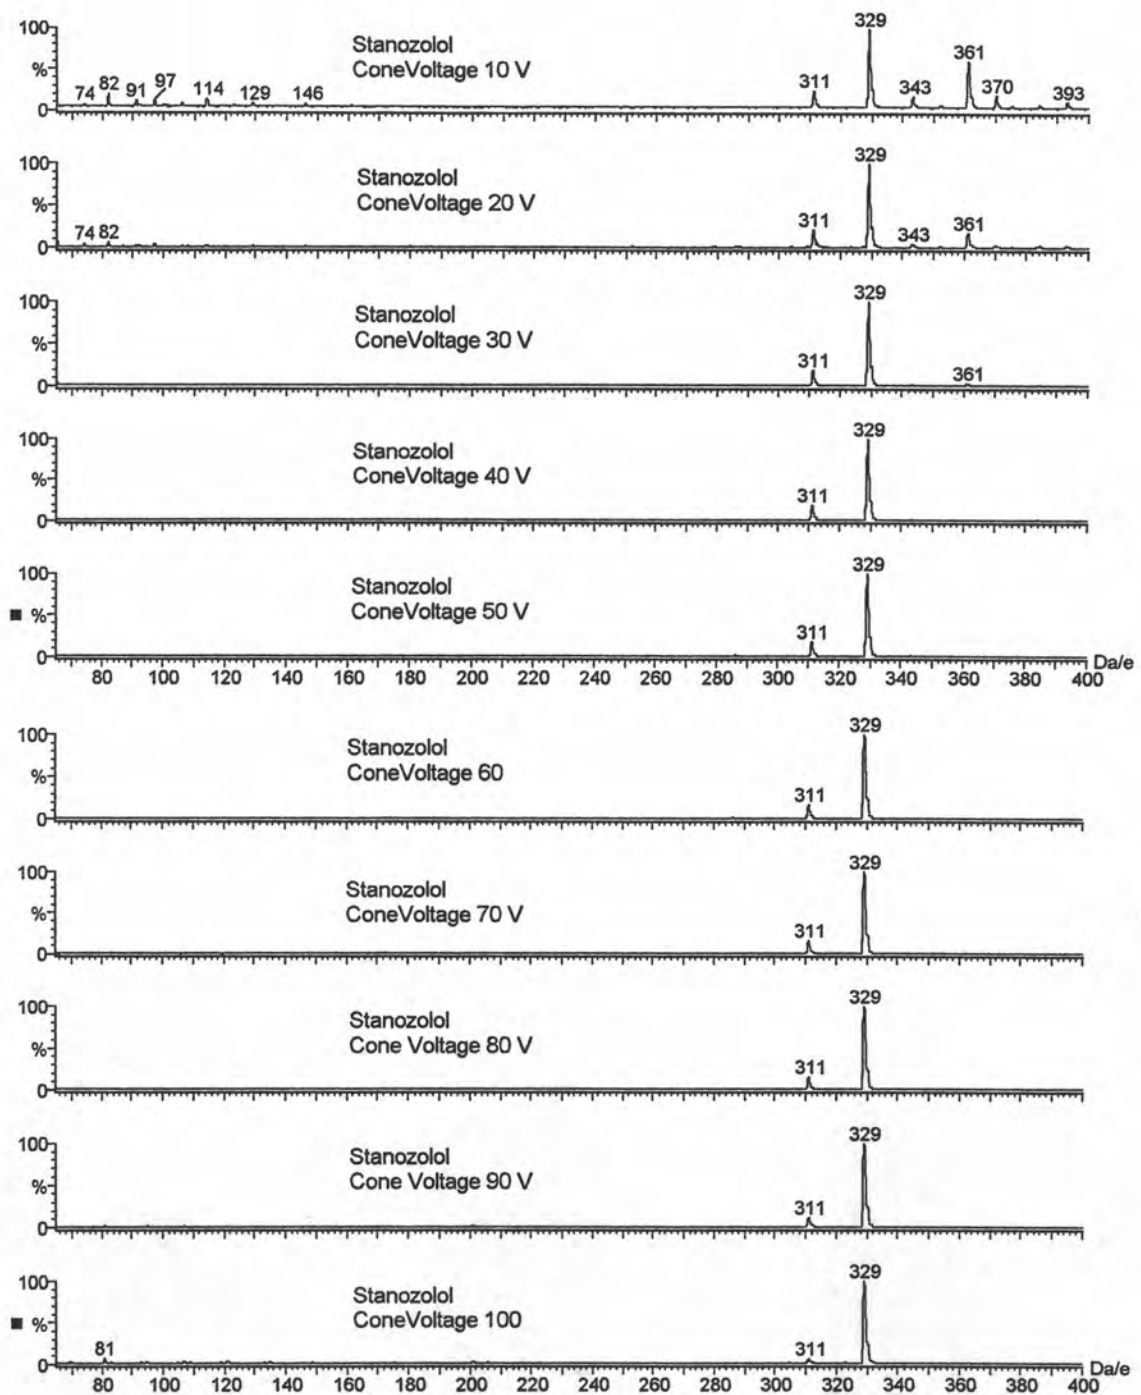 100
%
0
Stanozolol
ConeVoltage 10 V
74 82 91 97 114 129 146 311 329 343 361 370 393
100
%
0
Stanozolol
ConeVoltage 20 V
74 82 311 329 343 361
100
%
0
Stanozolol
ConeVoltage 30 V
311 329 361
100
%
0
Stanozolol
ConeVoltage 40 V
311 329
100
%
0
Stanozolol
ConeVoltage 50 V
311 329
Da/e
80 100 120 140 160 180 200 220 240 260 280 300 310 320 340 360 380 400
100
%
0
Stanozolol
ConeVoltage 60
311 329
100
%
0
Stanozolol
ConeVoltage 70 V
311 329
100
%
0
Stanozolol
Cone Voltage 80 V
311 329
100
%
0
Stanozolol
Cone Voltage 90 V
311 329
100
%
0
Stanozolol
ConeVoltage 100
81 311 329
Da/e
80 100 120 140 160 180 200 220 240 260 280 300 320 340 360 380 400